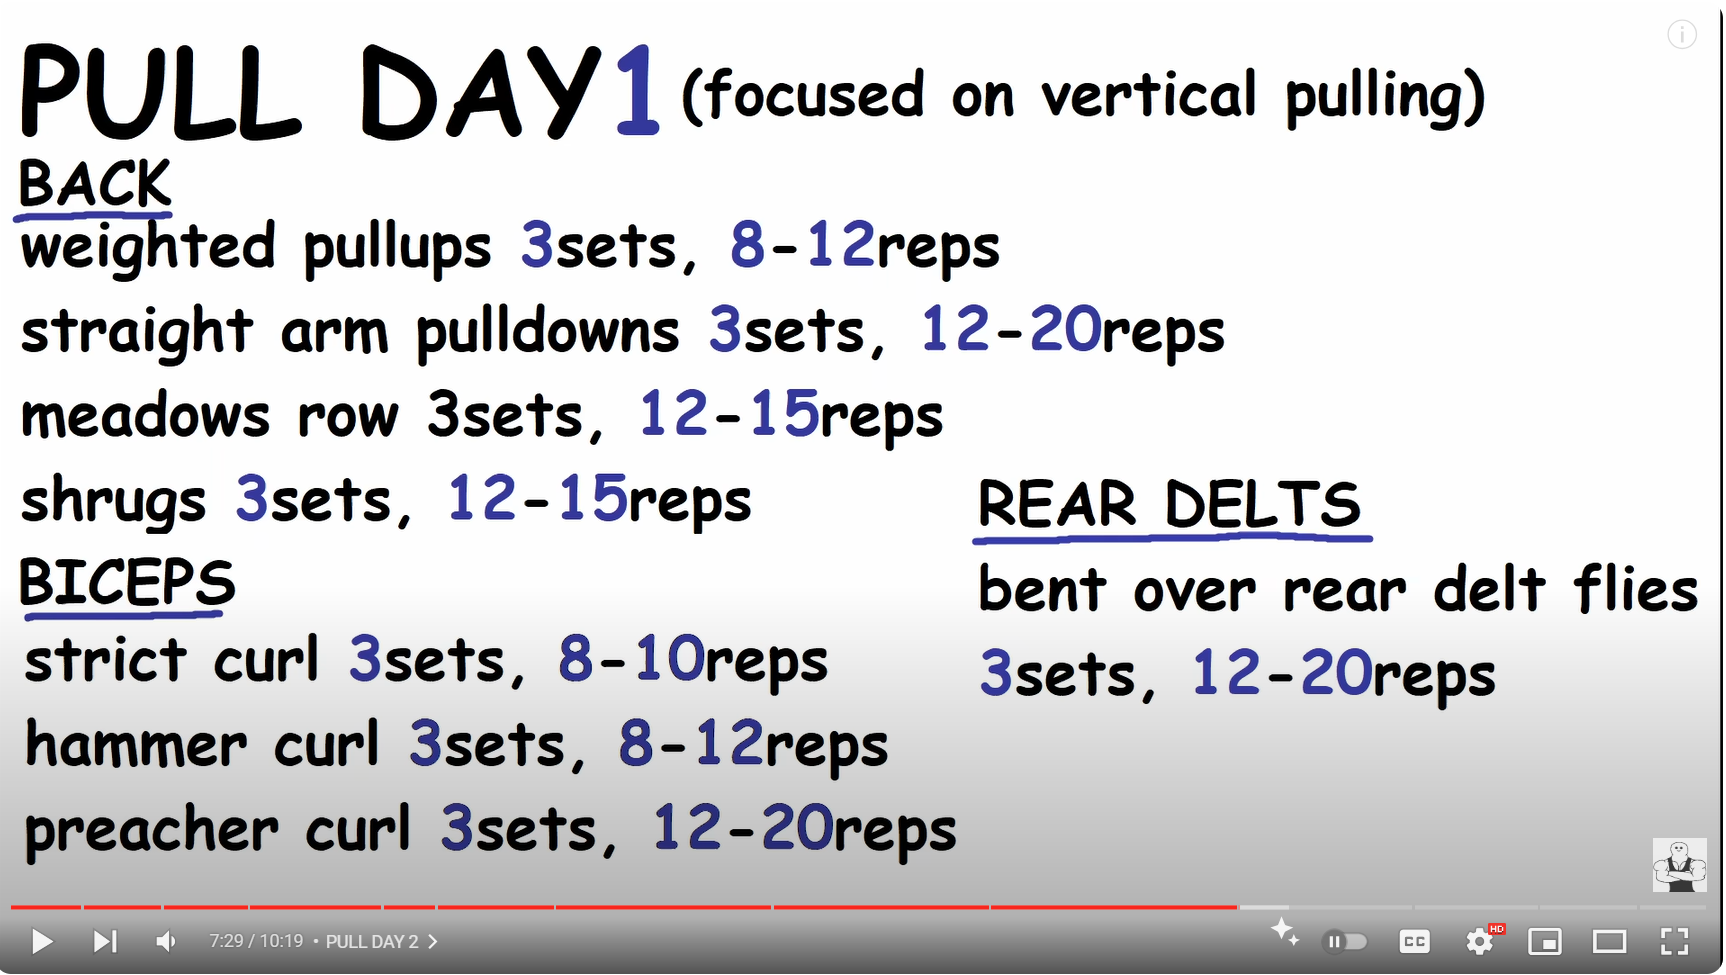 PULL DAY1 (focused on vertical pulling)
BACK
weighted pullups 3sets, 8-12reps
straight arm pulldowns 3sets, 12-20reps
meadows row 3sets, 12-15reps
shrugs 3sets, 12-15reps
BICEPS
strict curl 3sets, 8-10reps
hammer curl 3sets, 8-12reps
preacher curl 3sets, 12-20reps
REAR DELTS
bent over rear delt flies
3sets, 12-20reps
7:29 / 10:19 • PULL DAY 2
CC
HD